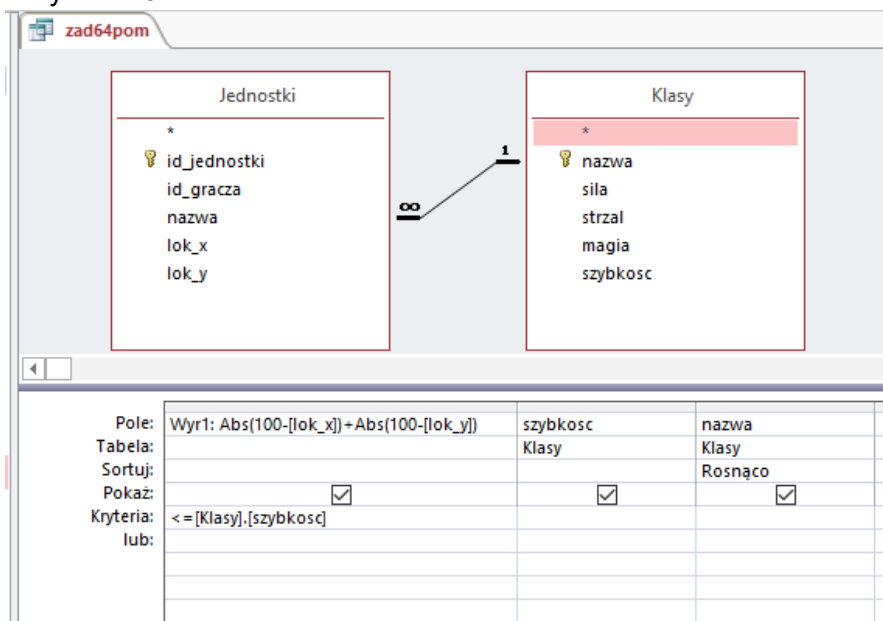 zad64pom
Jednostki
*
id_jednostki
id_gracza
nazwa
lok_x
lok_y
∞
1
Klasy
*
nazwa
sila
strzal
magia
szybkosc
Pole: Wyr1: Abs(100-[lok_x])+Abs(100-[lok_y]) szybkosc nazwa
Tabela: Klasy Klasy
Sortuj: Rosnąco
Pokaż:
Kryteria: <=[Klasy].[szybkosc]
lub: